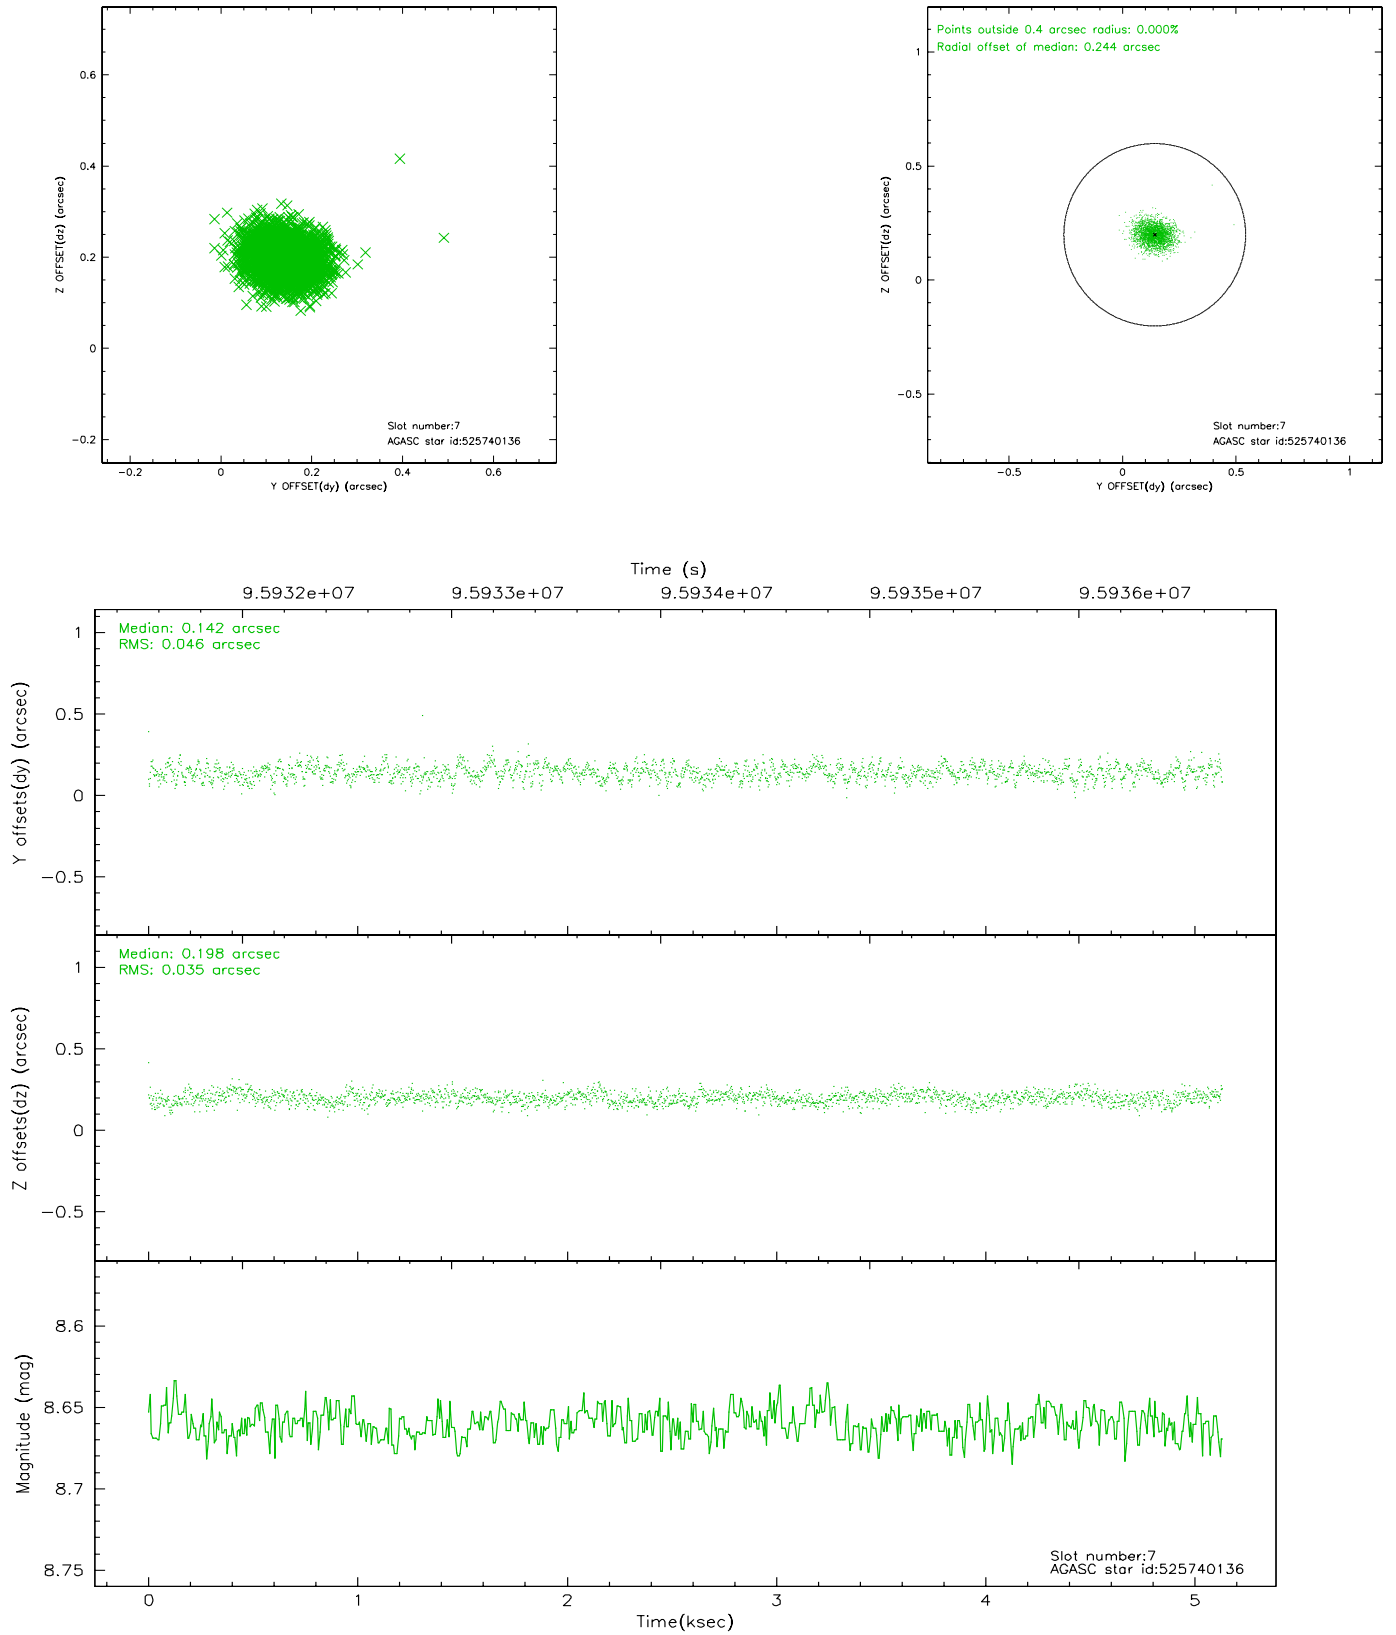 0.6
0.4
0.2
0
−0.2
Z OFFSET(dz) (arcsec)
Slot number:7
AGASC star id:525740136
−0.2 0 0.2 0.4 0.6
Y OFFSET(dy) (arcsec)
Points outside 0.4 arcsec radius: 0.000%
Radial offset of median: 0.244 arcsec
1
0.5
0
−0.5
Z OFFSET(dz) (arcsec)
Slot number:7
AGASC star id:525740136
−0.5 0 0.5 1
Y OFFSET(dy) (arcsec)
Time (s)
9.5932e+07 9.5933e+07 9.5934e+07 9.5935e+07 9.5936e+07
Median: 0.142 arcsec
RMS: 0.046 arcsec
1
0.5
0
−0.5
Y offsets(dy) (arcsec)
Median: 0.198 arcsec
RMS: 0.035 arcsec
1
0.5
0
−0.5
Z offsets(dz) (arcsec)
8.6
8.65
8.7
8.75
Magnitude (mag)
Slot number:7
AGASC star id:525740136
0 1 2 3 4 5
Time(ksec)